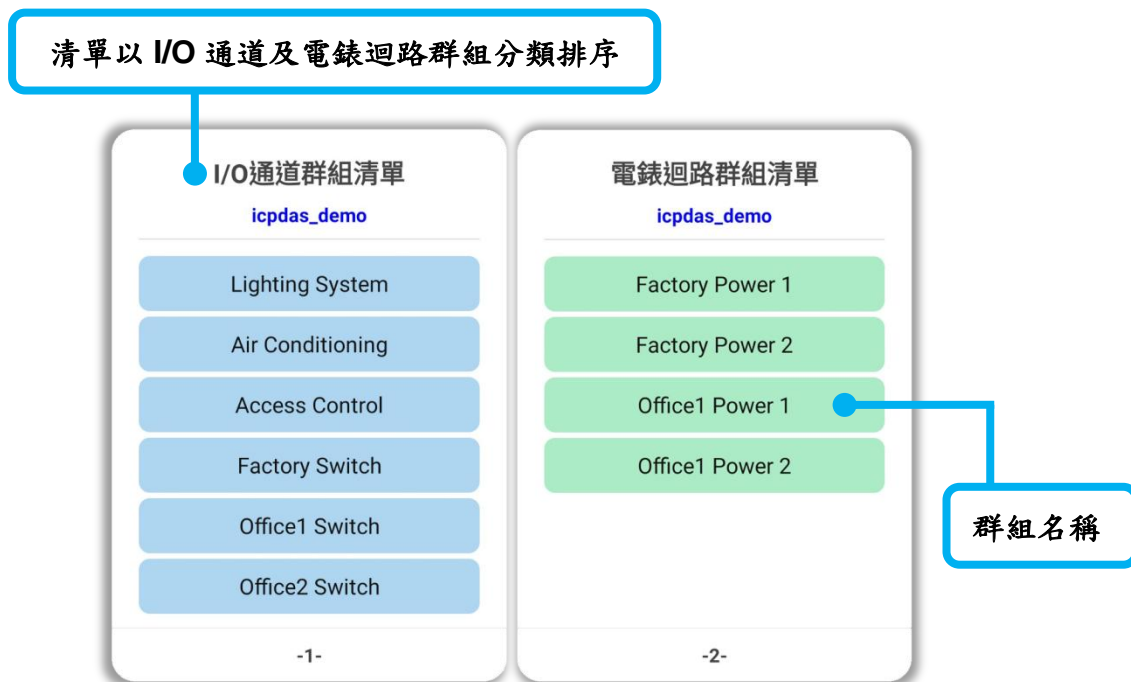 清單以 I/O 通道及電錶迴路群組分類排序
I/O通道群組清單
icpdas_demo
Lighting System
Air Conditioning
Access Control
Factory Switch
Office1 Switch
Office2 Switch
-1-
電錶迴路群組清單
icpdas_demo
Factory Power 1
Factory Power 2
Office1 Power 1
Office1 Power 2
-2-
群組名稱